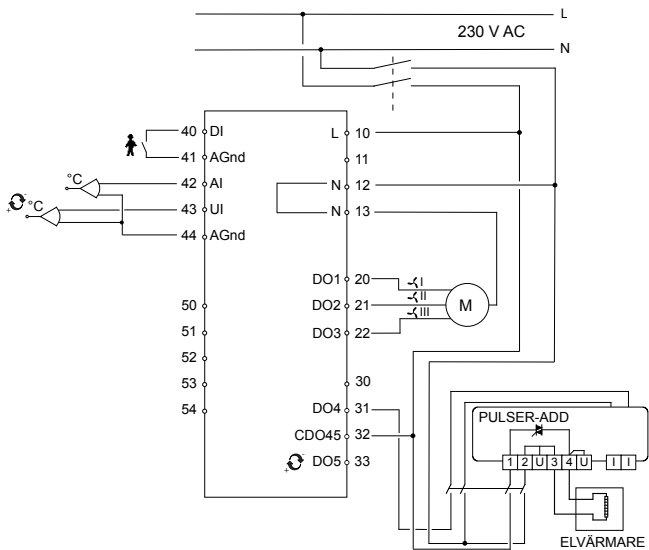 L
230 V AC
N
40 DI
41 AGnd
42 AI
43 UI
44 AGnd
°C
°C
50
51
52
53
54
L 10
11
N 12
N 13
DO1 20
DO2 21
DO3 22
I
II
III
M
30
DO4 31
CDO45 32
DO5 33
PULSER-ADD
1 2 U 3 4 U I I
ELVÄRMARE